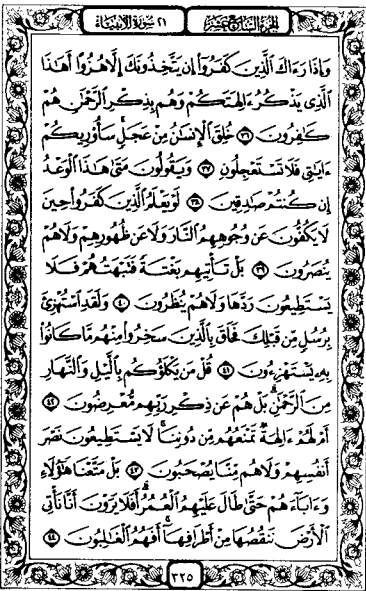 الجزء السابع عشر
٢١ سورة الأنبياء
وَإِذَا رَءَاكَ ٱلَّذِينَ كَفَرُوٓا۟ إِن يَتَّخِذُونَكَ إِلَّا هُزُوًا أَهَٰذَا
ٱلَّذِى يَذْكُرُ ءَالِهَتَكُمْ وَهُم بِذِكْرِ ٱلرَّحْمَٰنِ هُمْ
كَٰفِرُونَ ٣٦ خُلِقَ ٱلْإِنسَٰنُ مِنْ عَجَلٍ سَأُو۟رِيكُمْ
ءَايَٰتِى فَلَا تَسْتَعْجِلُونِ ٣٧ وَيَقُولُونَ مَتَىٰ هَٰذَا ٱلْوَعْدُ
إِن كُنتُمْ صَٰدِقِينَ ٣٨ لَوْ يَعْلَمُ ٱلَّذِينَ كَفَرُوا۟ حِينَ
لَا يَكُفُّونَ عَن وُجُوهِهِمُ ٱلنَّارَ وَلَا عَن ظُهُورِهِمْ وَلَا هُمْ
يُنصَرُونَ ٣٩ بَلْ تَأْتِيهِم بَغْتَةً فَتَبْهَتُهُمْ فَلَا
يَسْتَطِيعُونَ رَدَّهَا وَلَا هُمْ يُنظَرُونَ ٤٠ وَلَقَدِ ٱسْتُهْزِئَ
بِرُسُلٍ مِّن قَبْلِكَ فَحَاقَ بِٱلَّذِينَ سَخِرُوا۟ مِنْهُم مَّا كَانُوا۟
بِهِۦ يَسْتَهْزِءُونَ ٤١ قُلْ مَن يَكْلَؤُكُم بِٱلَّيْلِ وَٱلنَّهَارِ
مِنَ ٱلرَّحْمَٰنِ ۗ بَلْ هُمْ عَن ذِكْرِ رَبِّهِم مُّعْرِضُونَ ٤٢
أَمْ لَهُمْ ءَالِهَةٌ تَمْنَعُهُم مِّن دُونِنَا ۚ لَا يَسْتَطِيعُونَ نَصْرَ
أَنفُسِهِمْ وَلَا هُم مِّنَّا يُصْحَبُونَ ٤٣ بَلْ مَتَّعْنَا هَٰٓؤُلَآءِ
وَءَابَآءَهُمْ حَتَّىٰ طَالَ عَلَيْهِمُ ٱلْعُمُرُ ۗ أَفَلَا يَرَوْنَ أَنَّا نَأْتِى
ٱلْأَرْضَ نَنقُصُهَا مِنْ أَطْرَافِهَآ ۚ أَفَهُمُ ٱلْغَٰلِبُونَ ٤٤
٣٢٥